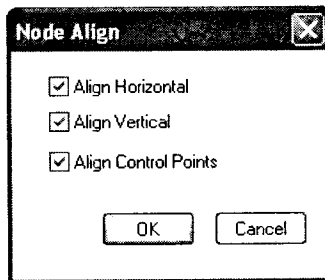 Node Align
Align Horizontal
Align Vertical
Align Control Points
OK Cancel